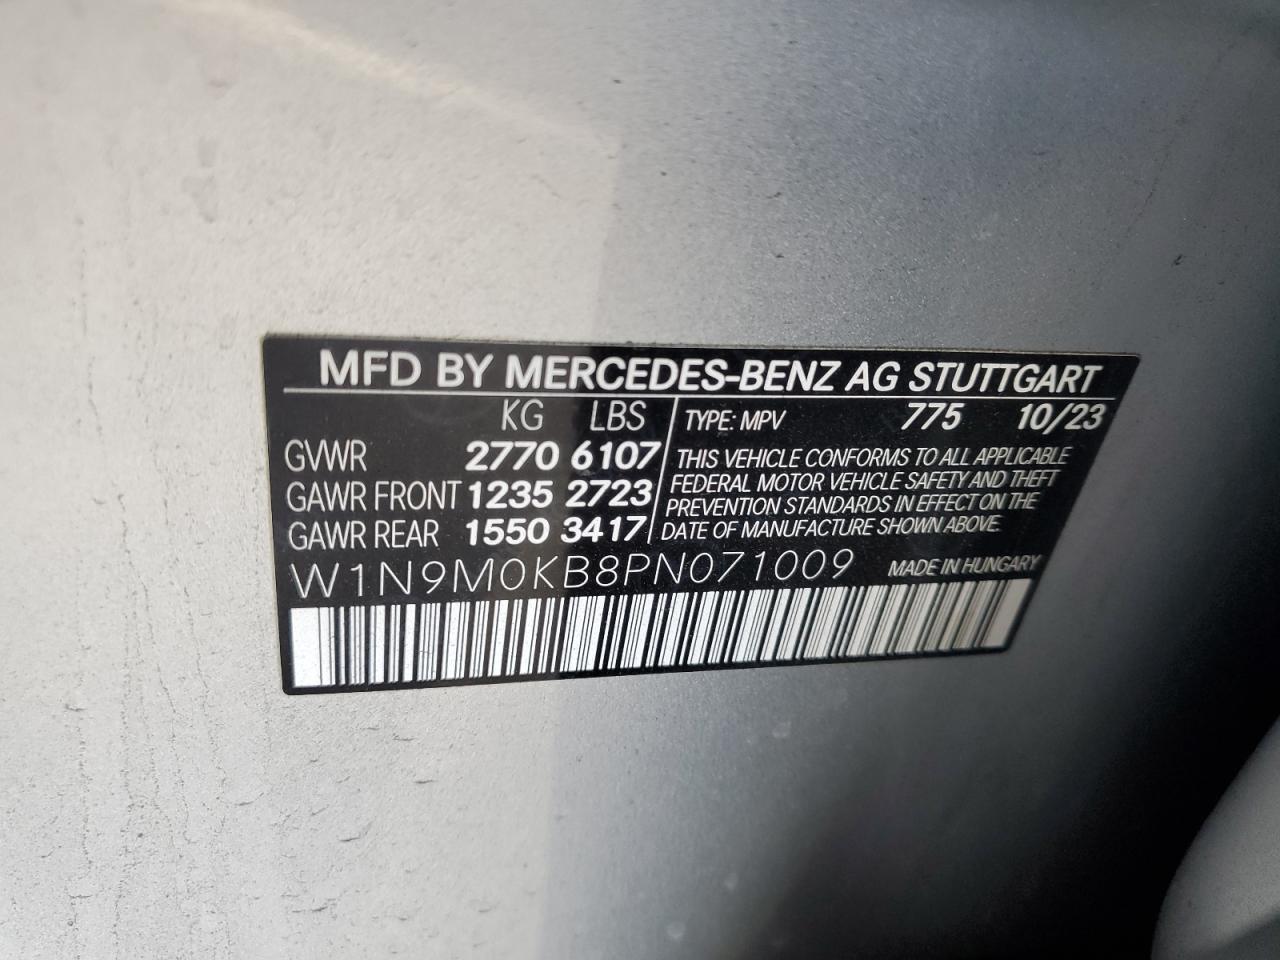 MFD BY MERCEDES-BENZ AG STUTTGART
KG LBS
GVWR 2770 6107
GAWR FRONT 1235 2723
GAWR REAR 1550 3417
TYPE: MPV 775 10/23
THIS VEHICLE CONFORMS TO ALL APPLICABLE
FEDERAL MOTOR VEHICLE SAFETY AND THEFT
PREVENTION STANDARDS IN EFFECT ON THE
DATE OF MANUFACTURE SHOWN ABOVE.
W1N9M0KB8PN071009 MADE IN HUNGARY